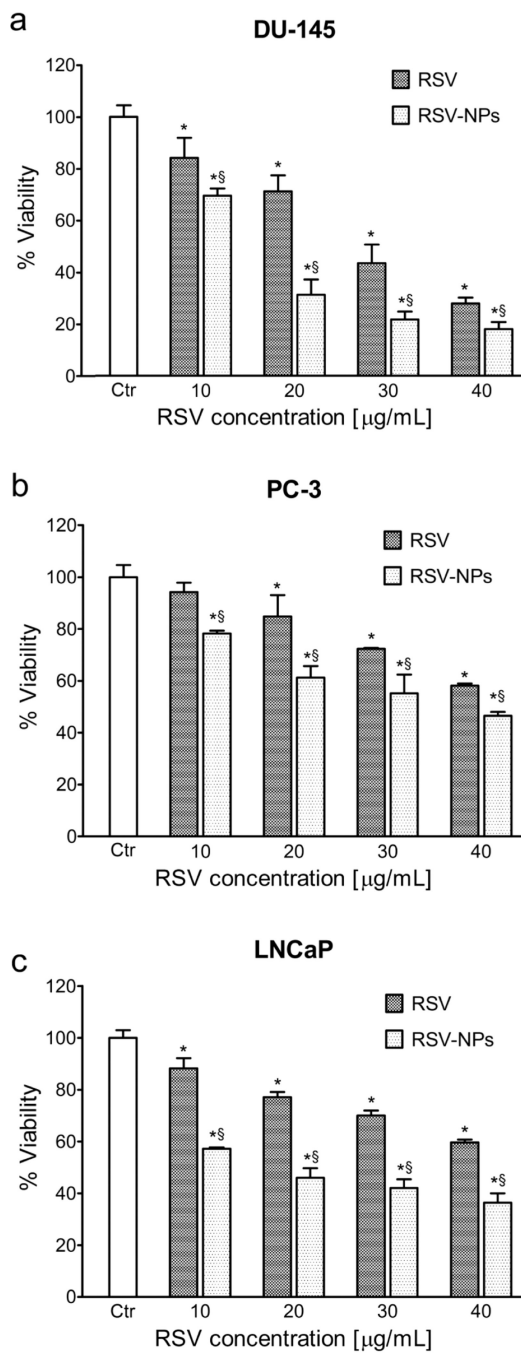 a
DU-145
120
100
80
60
40
20
0
% Viability
RSV
RSV-NPs
*
*§
*
*§
*
*§
*
*§
Ctr 10 20 30 40
RSV concentration [μg/mL]
b
PC-3
120
100
80
60
40
20
0
% Viability
RSV
RSV-NPs
*§
*
*§
*
*§
*
*§
Ctr 10 20 30 40
RSV concentration [μg/mL]
c
LNCaP
120
100
80
60
40
20
0
% Viability
RSV
RSV-NPs
*
*§
*
*§
*
*§
*
*§
Ctr 10 20 30 40
RSV concentration [μg/mL]